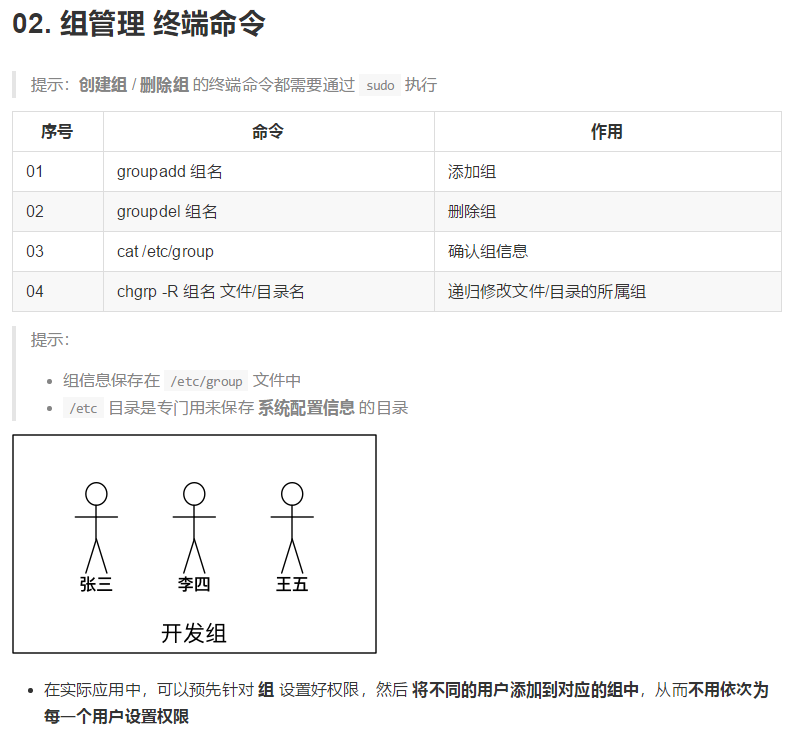 02. 组管理 终端命令
提示：创建组 / 删除组 的终端命令都需要通过 sudo 执行
序号 命令 作用
01 groupadd 组名 添加组
02 groupdel 组名 删除组
03 cat /etc/group 确认组信息
04 chgrp -R 组名 文件/目录名 递归修改文件/目录的所属组
提示：
• 组信息保存在 /etc/group 文件中
• /etc 目录是专门用来保存 系统配置信息 的目录
张三 李四 王五
开发组
• 在实际应用中，可以预先针对 组 设置好权限，然后 将不同的用户添加到对应的组中，从而不用依次为
每一个用户设置权限